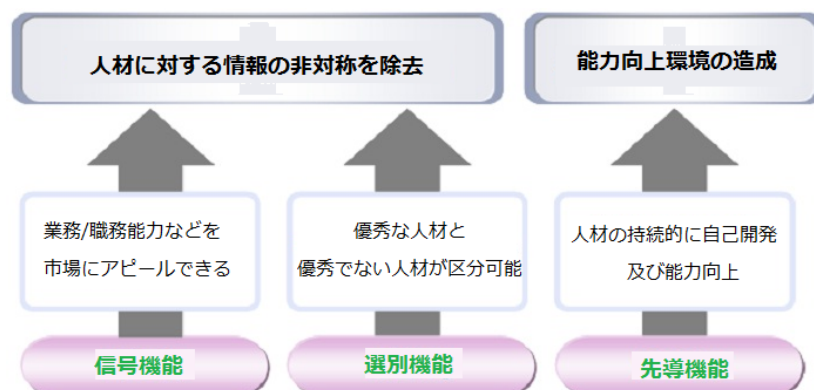 人材に対する情報の非対称を除去
能力向上環境の造成
業務/職務能力などを
市場にアピールできる
優秀な人材と
優秀でない人材が区分可能
人材の持続的に自己開発
及び能力向上
信号機能
選別機能
先導機能